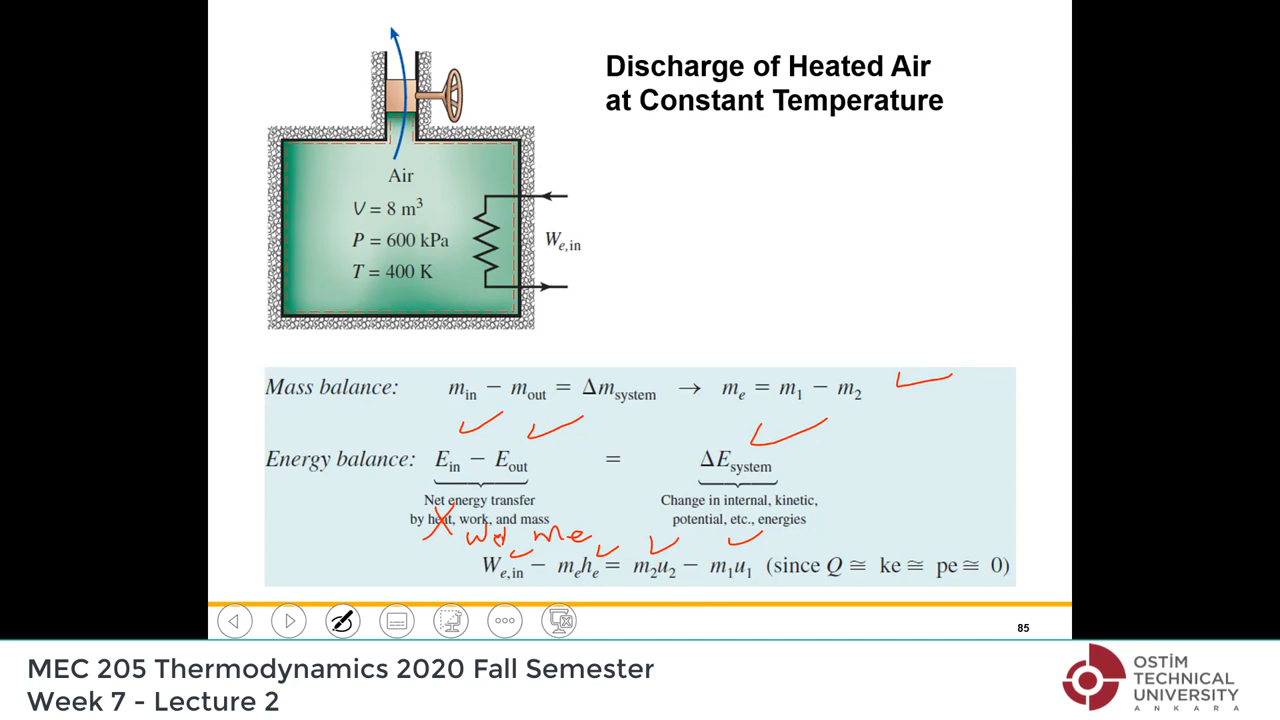 Discharge of Heated Air
at Constant Temperature
Air
V = 8 m³
P = 600 kPa
T = 400 K
W_e,in
Mass balance: m_in − m_out = Δm_system → m_e = m_1 − m_2
Energy balance: E_in − E_out = ΔE_system
Net energy transfer Change in internal, kinetic,
by heat, work, and mass potential, etc., energies
me
W_e,in − m_e h_e = m_2 u_2 − m_1 u_1 (since Q ≅ ke ≅ pe ≅ 0)
85
MEC 205 Thermodynamics 2020 Fall Semester
Week 7 - Lecture 2
OSTİM
TECHNICAL
UNIVERSITY
ANKARA